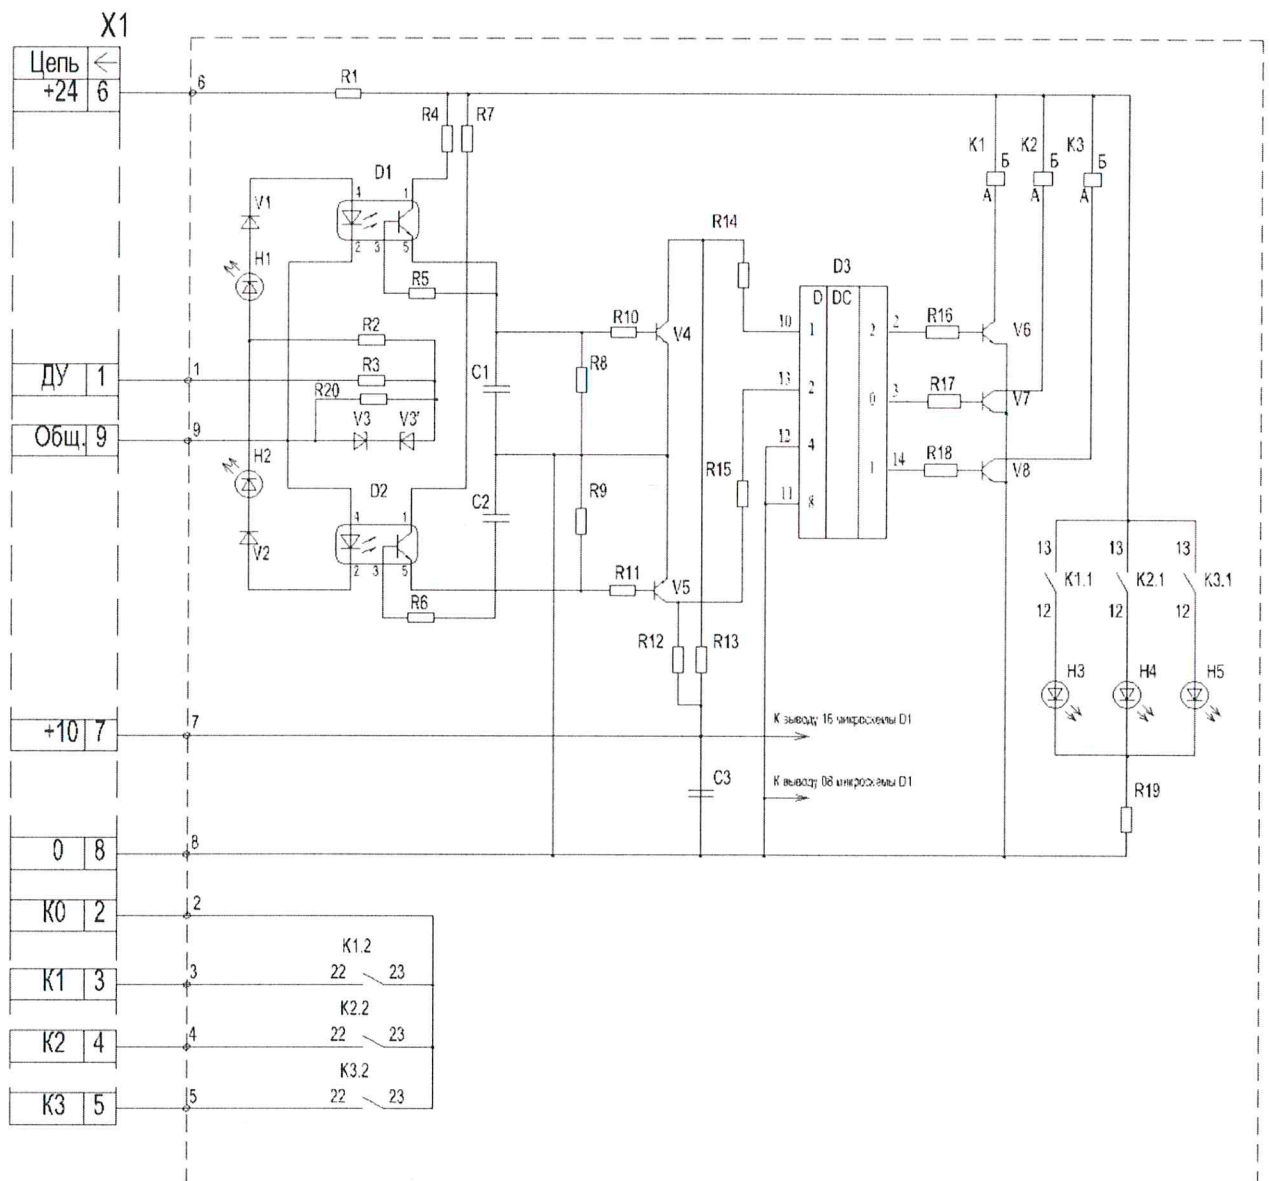 X1
Цепь
+24 6
6
R1
R4
R7
K1
Б
А
K2
Б
А
K3
Б
А
D1
4
1
2
3
5
V1
H1
R5
R2
ДУ 1
1
R3
R20
Общ. 9
9
V3
V3'
H2
V2
D2
4
1
2
3
5
R6
C1
C2
R10
R8
R9
R11
V4
V5
R14
R15
R12
R13
D3
D
DC
10
1
13
2
12
4
11
8
2
2
0
3
1
14
R16
R17
R18
V6
V7
V8
13
K1.1
12
13
K2.1
12
13
K3.1
12
H3
H4
H5
R19
+10 7
7
К выводу 16 микросхемы D1
C3
К выводу 08 микросхемы D1
0 8
8
К0 2
2
K1.2
К1 3
3
22
23
K2.2
К2 4
4
22
23
K3.2
К3 5
5
22
23